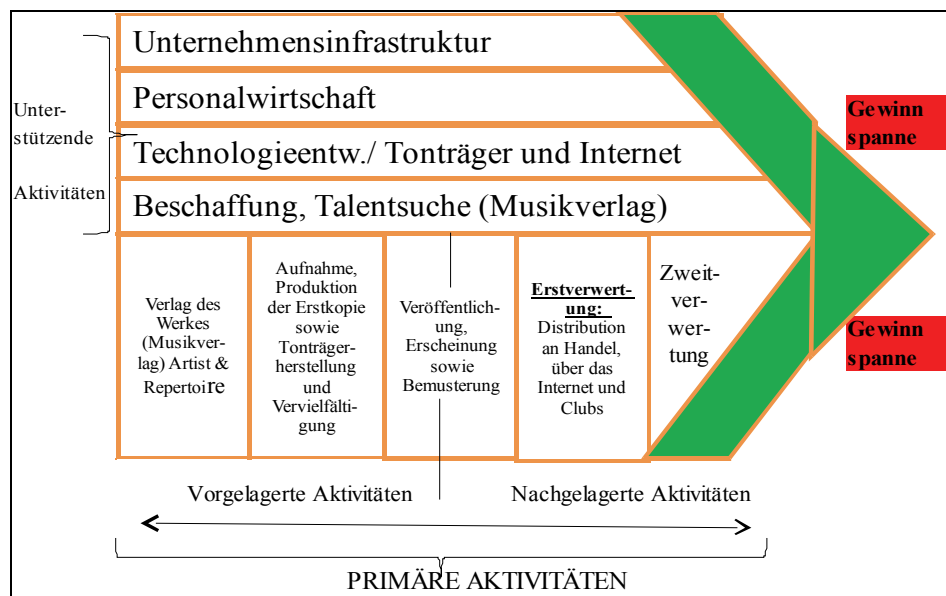 Unternehmensinfrastruktur
Personalwirtschaft
Technologieentw./ Tonträger und Internet
Beschaffung, Talentsuche (Musikverlag)
Unter-
stützende
Aktivitäten
Gewinn
spanne
Verlag des
Werkes
(Musikver-
lag) Artist &
Repertoire
Aufnahme,
Produktion
der Erstkopie
sowie
Tonträger-
herstellung
und
Vervielfälti-
gung
Veröffentlich-
ung,
Erscheinung
sowie
Bemusterung
Erstverwert-
ung:
Distribution
an Handel,
über das
Internet und
Clubs
Zweit-
ver-
wer-
tung
Gewinn
spanne
Vorgelagerte Aktivitäten
Nachgelagerte Aktivitäten
PRIMÄRE AKTIVITÄTEN